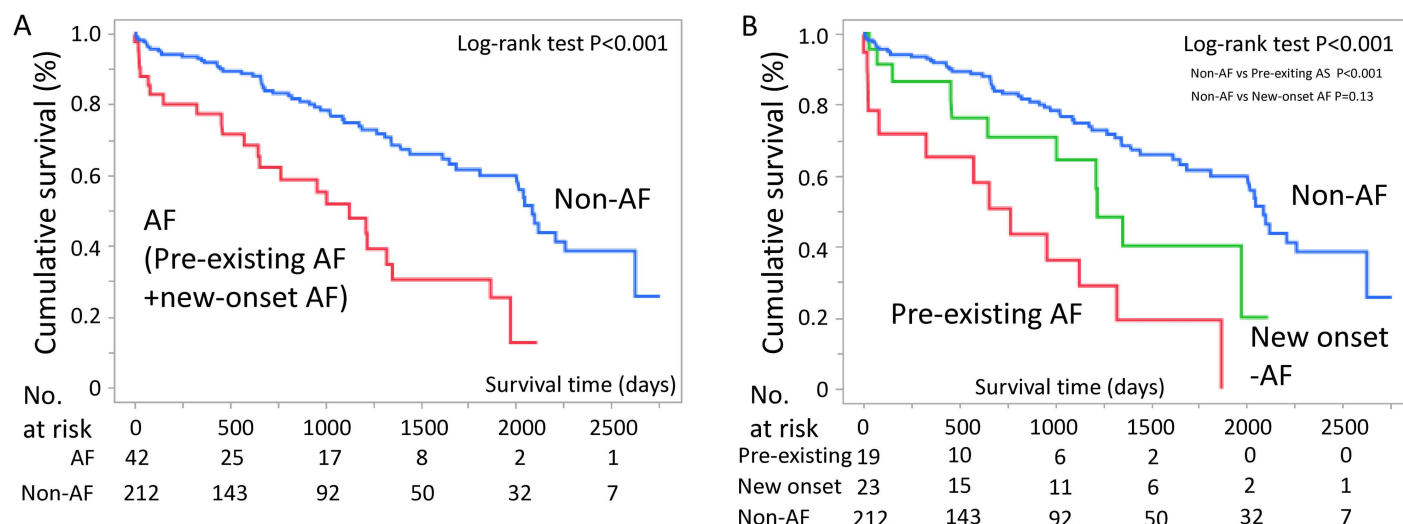 A
Cumulative survival (%)
1.0
0.8
0.6
0.4
0.2
0
Log-rank test P<0.001
Non-AF
AF
(Pre-existing AF
+new-onset AF)
Survival time (days)
No.
at risk 0 500 1000 1500 2000 2500
AF 42 25 17 8 2 1
Non-AF 212 143 92 50 32 7
B
Cumulative survival (%)
1.0
0.8
0.6
0.4
0.2
0
Log-rank test P<0.001
Non-AF vs Pre-exiting AS P<0.001
Non-AF vs New-onset AF P=0.13
Non-AF
Pre-existing AF
New onset
-AF
Survival time (days)
No.
at risk 0 500 1000 1500 2000 2500
Pre-existing 19 10 6 2 0 0
New onset 23 15 11 6 2 1
Non-AF 212 143 92 50 32 7